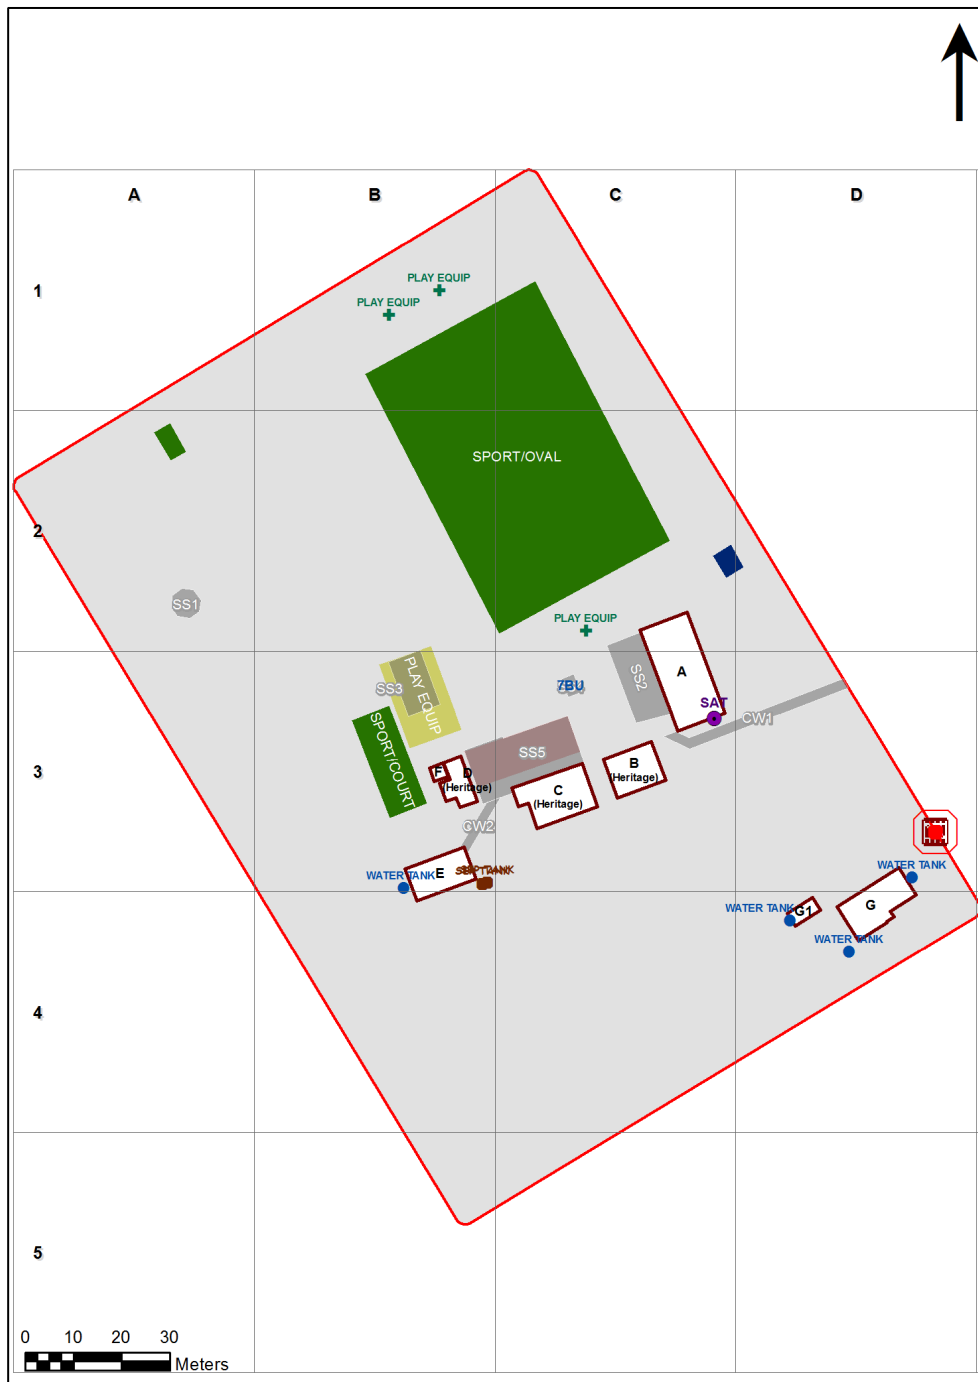 A
B
C
D
1
PLAY EQUIP
PLAY EQUIP
SPORT/OVAL
2
SS1
PLAY EQUIP
A
SS2
SS3
PLAY EQUIP
7BU
SAT
CW1
SPORT/COURT
SS5
3
F
D
(Heritage)
B
(Heritage)
C
(Heritage)
CW2
WATER TANK
E
WATER TANK
WATER TANK
G1
G
WATER TANK
4
5
0 10 20 30
Meters